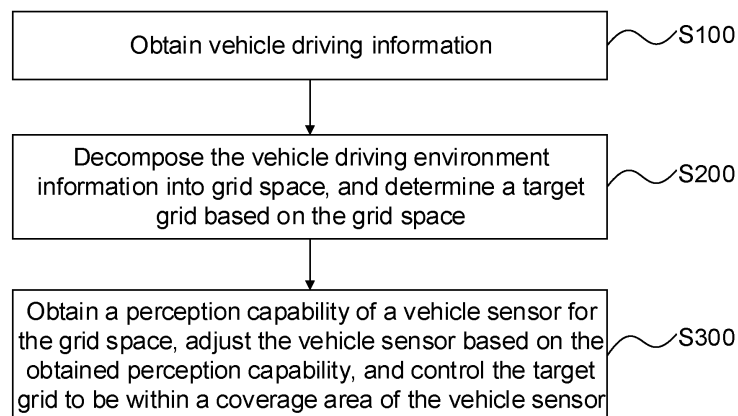 Obtain vehicle driving information
S100
Decompose the vehicle driving environment
information into grid space, and determine a target
grid based on the grid space
S200
Obtain a perception capability of a vehicle sensor for
the grid space, adjust the vehicle sensor based on the
obtained perception capability, and control the target
grid to be within a coverage area of the vehicle sensor
S300